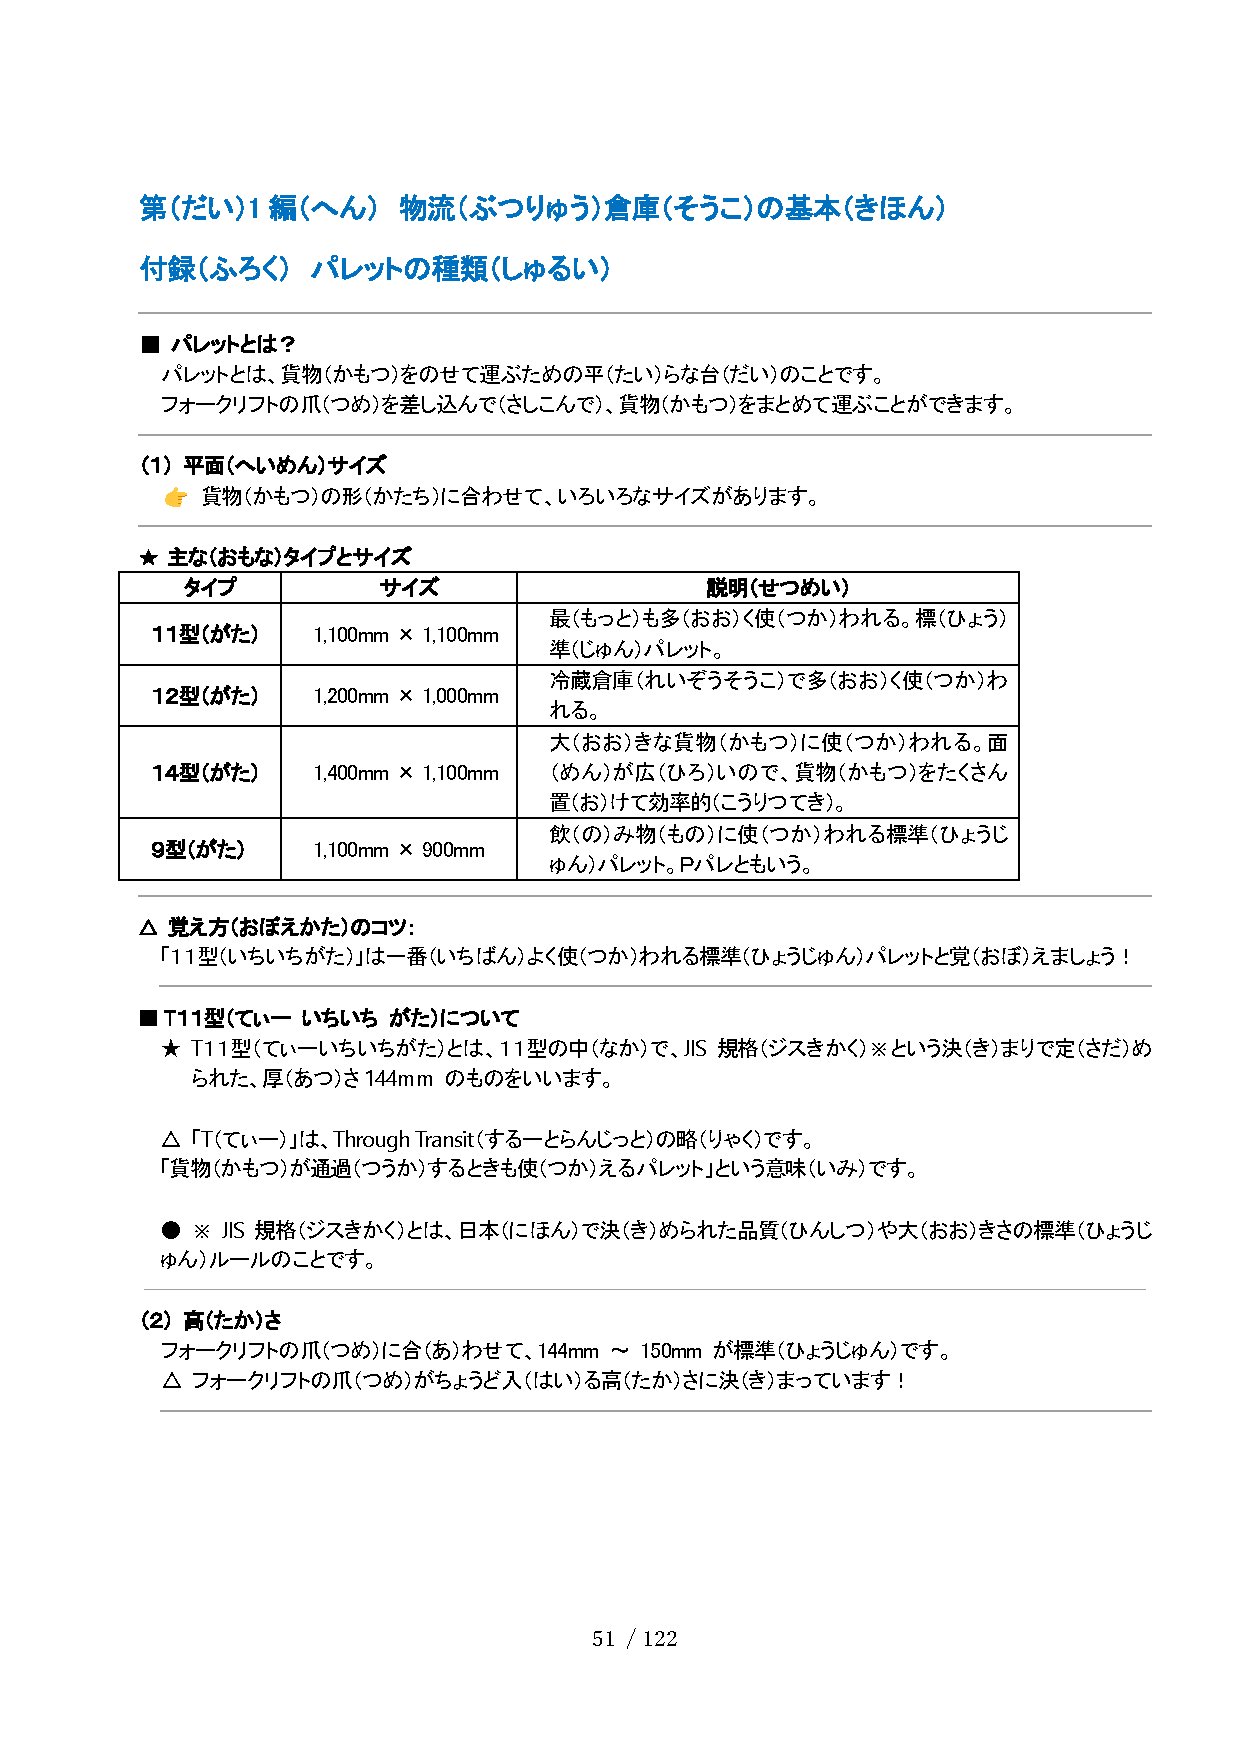 第（だい）1 編（へん）　物流（ぶつりゅう）倉庫（そうこ）の基本（きほん）
付録（ふろく）　パレットの種類（しゅるい）
■ パレットとは？
パレットとは、貨物（かもつ）をのせて運ぶための平（たい）らな台（だい）のことです。
フォークリフトの爪（つめ）を差し込んで（さしこんで）、貨物（かもつ）をまとめて運ぶことができます。
（１） 平面（へいめん）サイズ
👉 貨物（かもつ）の形（かたち）に合わせて、いろいろなサイズがあります。
★ 主な（おもな）タイプとサイズ
タイプ サイズ 説明（せつめい）
１１型（がた） 1,100mm × 1,100mm 最（もっと）も多（おお）く使（つか）われる。標（ひょう）
準（じゅん）パレット。
１２型（がた） 1,200mm × 1,000mm 冷蔵倉庫（れいぞうそうこ）で多（おお）く使（つか）わ
れる。
１４型（がた） 1,400mm × 1,100mm 大（おお）きな貨物（かもつ）に使（つか）われる。面
（めん）が広（ひろ）いので、貨物（かもつ）をたくさん
置（お）けて効率的（こうりつてき）。
９型（がた） 1,100mm × 900mm 飲（の）み物（もの）に使（つか）われる標準（ひょうじ
ゅん）パレット。Ｐパレともいう。
△ 覚え方（おぼえかた）のコツ：
「１１型（いちいちがた）」は一番（いちばん）よく使（つか）われる標準（ひょうじゅん）パレットと覚（おぼ）えましょう！
■ Ｔ１１型（てぃー いちいち がた）について
★ Ｔ１１型（てぃーいちいちがた）とは、１１型の中（なか）で、JIS 規格（ジスきかく）※という決（き）まりで定（さだ）め
られた、厚（あつ）さ 144mm のものをいいます。
△ 「Ｔ（てぃー）」は、Through Transit（するーとらんじっと）の略（りゃく）です。
「貨物（かもつ）が通過（つうか）するときも使（つか）えるパレット」という意味（いみ）です。
● ※ JIS 規格（ジスきかく）とは、日本（にほん）で決（き）められた品質（ひんしつ）や大（おお）きさの標準（ひょうじ
ゅん）ルールのことです。
（２） 高（たか）さ
フォークリフトの爪（つめ）に合（あ）わせて、144mm ～ 150mm が標準（ひょうじゅん）です。
△ フォークリフトの爪（つめ）がちょうど入（はい）る高（たか）さに決（き）まっています！
51 / 122